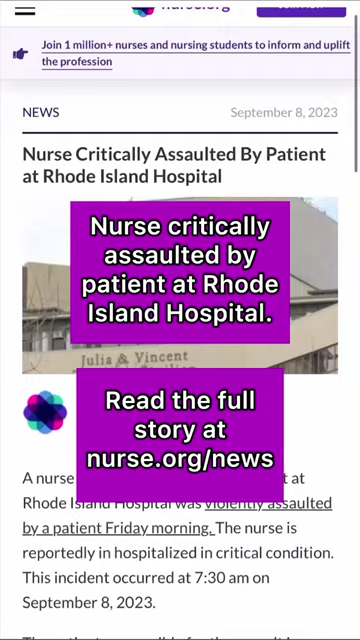 nurse.org
Join 1 million+ nurses and nursing students to inform and uplift
the profession
NEWS
September 8, 2023
Nurse Critically Assaulted By Patient
at Rhode Island Hospital
Nurse critically
assaulted by
patient at Rhode
Island Hospital.
Julia & Vincent
Read the full
story at
nurse.org/news
A nurse t at
Rhode Island Hospital was violently assaulted
by a patient Friday morning. The nurse is
reportedly in hospitalized in critical condition.
This incident occurred at 7:30 am on
September 8, 2023.